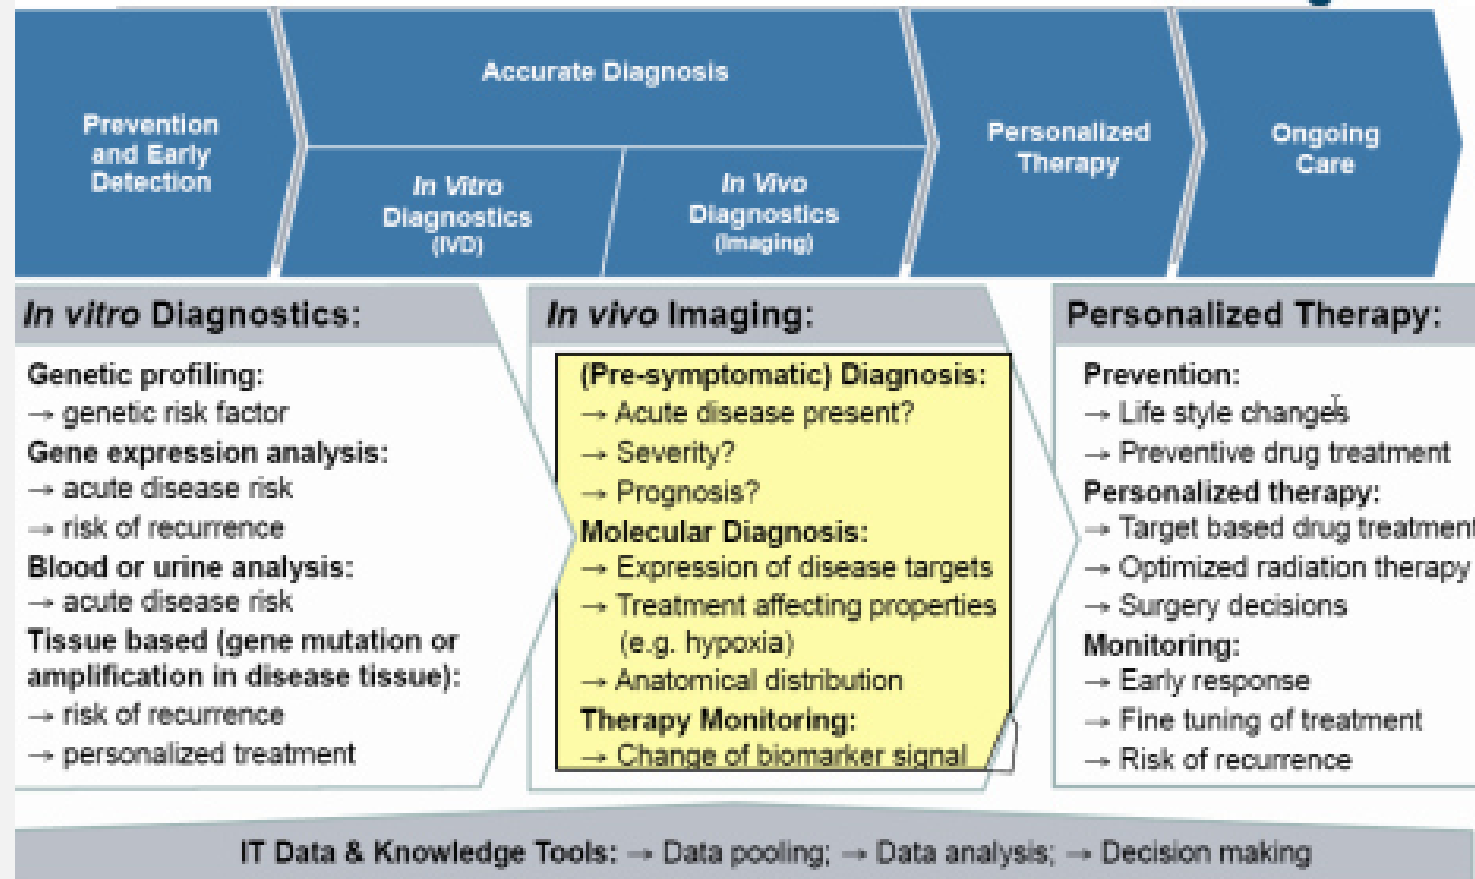 Prevention
and Early
Detection
Accurate Diagnosis
In Vitro
Diagnostics
(IVD)
In Vivo
Diagnostics
(Imaging)
Personalized
Therapy
Ongoing
Care
In vitro Diagnostics:
Genetic profiling:
→ genetic risk factor
Gene expression analysis:
→ acute disease risk
→ risk of recurrence
Blood or urine analysis:
→ acute disease risk
Tissue based (gene mutation or
amplification in disease tissue):
→ risk of recurrence
→ personalized treatment
In vivo Imaging:
(Pre-symptomatic) Diagnosis:
→ Acute disease present?
→ Severity?
→ Prognosis?
Molecular Diagnosis:
→ Expression of disease targets
→ Treatment affecting properties
(e.g. hypoxia)
→ Anatomical distribution
Therapy Monitoring:
→ Change of biomarker signal
Personalized Therapy:
Prevention:
→ Life style changes
→ Preventive drug treatment
Personalized therapy:
→ Target based drug treatment
→ Optimized radiation therapy
→ Surgery decisions
Monitoring:
→ Early response
→ Fine tuning of treatment
→ Risk of recurrence
IT Data & Knowledge Tools: → Data pooling; → Data analysis; → Decision making